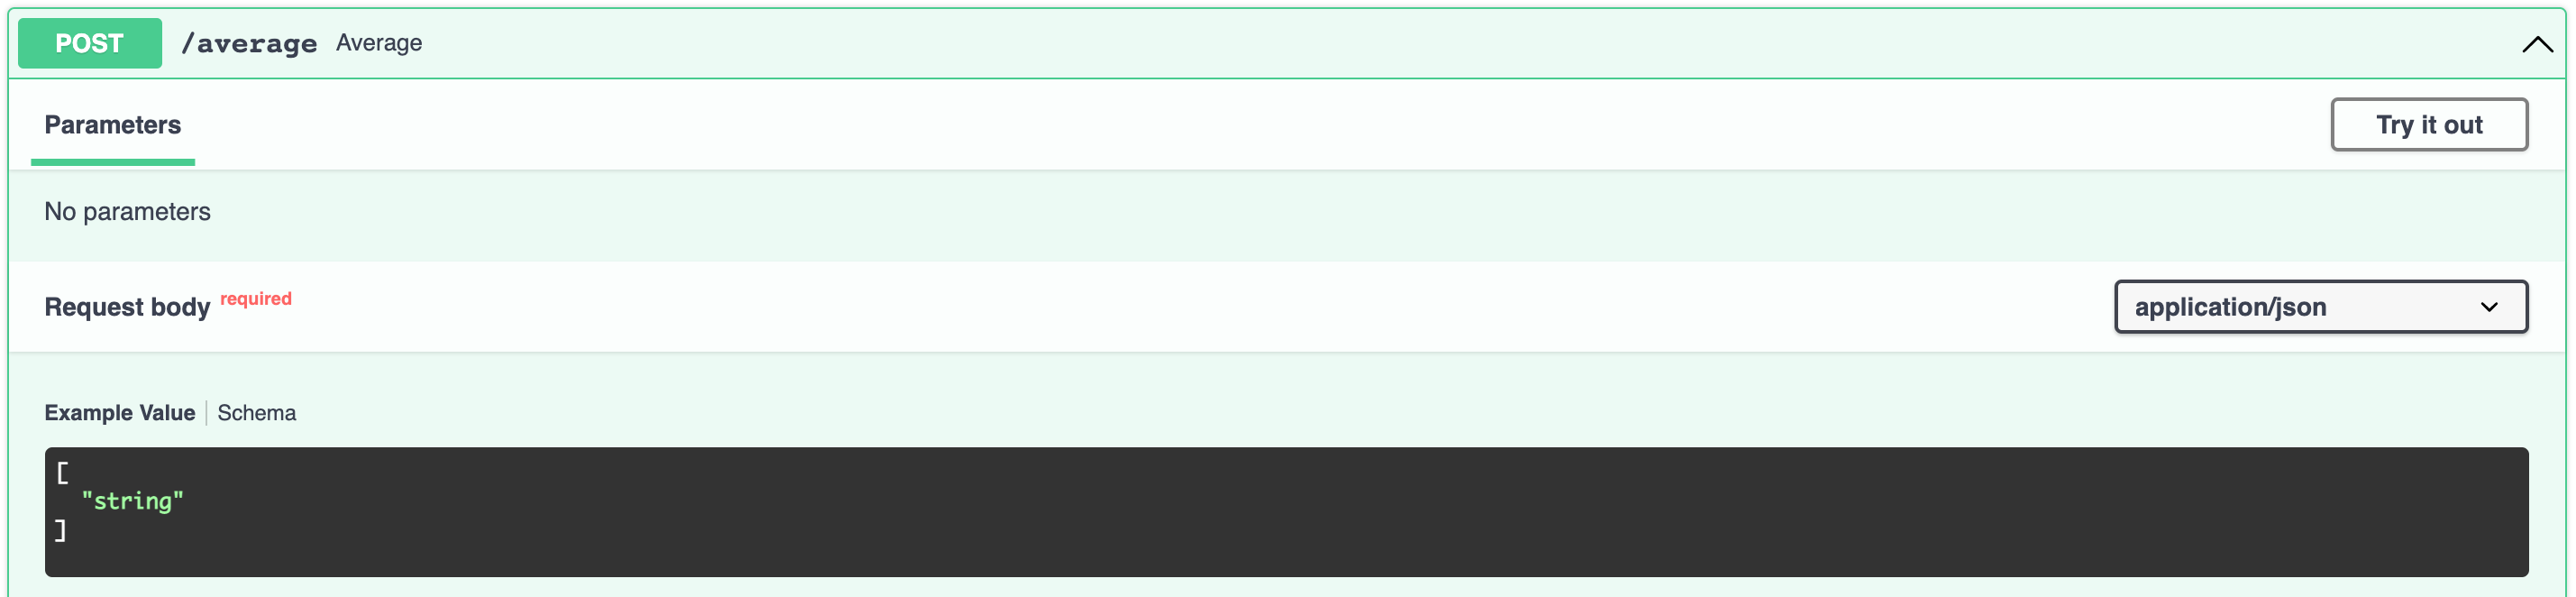 POST /average Average
Parameters
Try it out
No parameters
Request body required
application/json
Example Value Schema
[
"string"
]